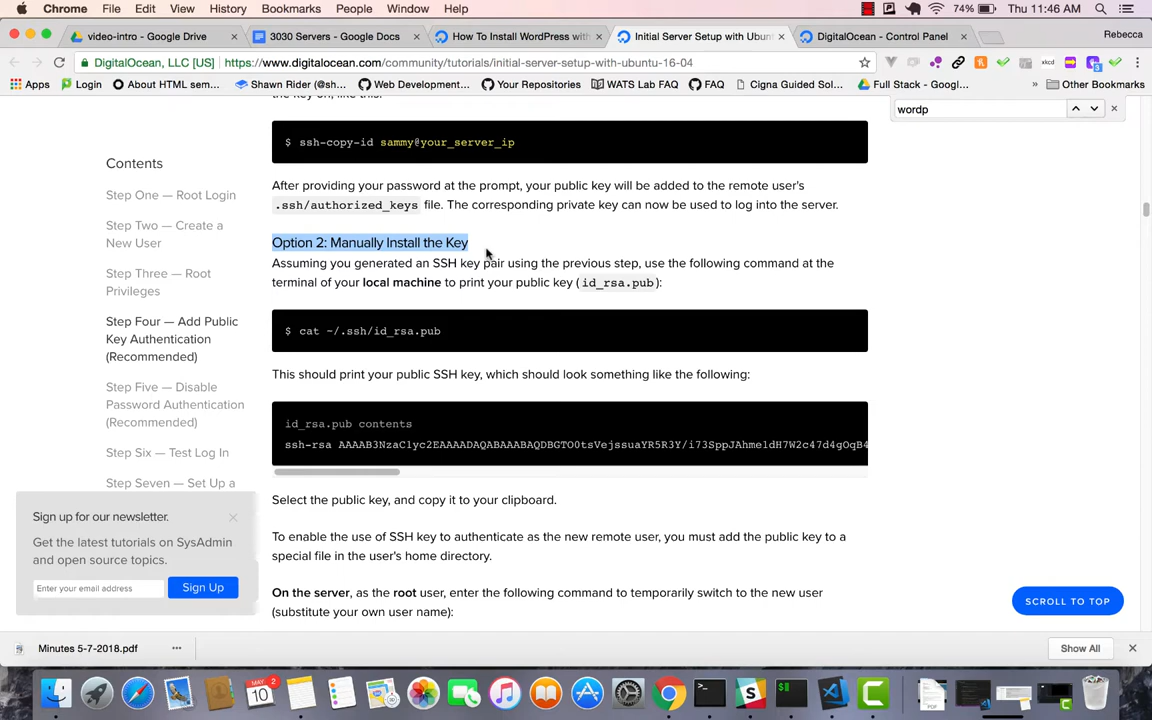 Chrome File Edit View History Bookmarks People Window Help 74% Thu 11:46 AM
video-intro - Google Drive 3030 Servers - Google Docs How To Install WordPress with Initial Server Setup with Ubun DigitalOcean - Control Panel Rebecca
DigitalOcean, LLC [US] https://www.digitalocean.com/community/tutorials/initial-server-setup-with-ubuntu-16-04
Apps Login About HTML sem... Shawn Rider (@sh... Web Development... Your Repositories WATS Lab FAQ FAQ Cigna Guided Sol... Full Stack - Googl... » Other Bookmarks
the key on, like this:
wordp
$ ssh-copy-id sammy@your_server_ip
Contents
Step One — Root Login
Step Two — Create a
New User
Step Three — Root
Privileges
Step Four — Add Public
Key Authentication
(Recommended)
Step Five — Disable
Password Authentication
(Recommended)
Step Six — Test Log In
Step Seven — Set Up a
After providing your password at the prompt, your public key will be added to the remote user's
.ssh/authorized_keys file. The corresponding private key can now be used to log into the server.
Option 2: Manually Install the Key
Assuming you generated an SSH key pair using the previous step, use the following command at the
terminal of your local machine to print your public key (id_rsa.pub):
$ cat ~/.ssh/id_rsa.pub
This should print your public SSH key, which should look something like the following:
id_rsa.pub contents
ssh-rsa AAAAB3NzaC1yc2EAAAADAQABAAABAQDBGTO0tsVejssuaYR5R3Y/i73SppJAhme1dH7W2c47d4gOqB4
Select the public key, and copy it to your clipboard.
To enable the use of SSH key to authenticate as the new remote user, you must add the public key to a
special file in the user's home directory.
On the server, as the root user, enter the following command to temporarily switch to the new user
(substitute your own user name):
Sign up for our newsletter.
Get the latest tutorials on SysAdmin
and open source topics.
Enter your email address Sign Up
SCROLL TO TOP
Minutes 5-7-2018.pdf Show All
MAY 10 2